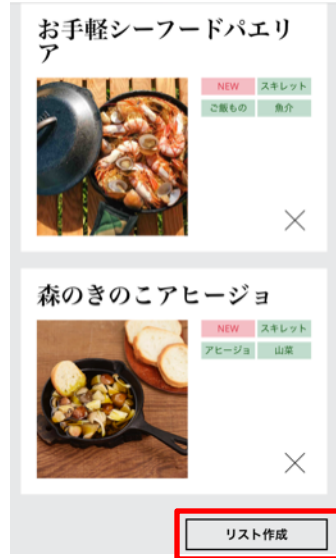 お手軽シーフードパエリ
ア
NEW スキレット
ご飯もの 魚介
森のきのこアヒージョ
NEW スキレット
アヒージョ 山菜
リスト作成